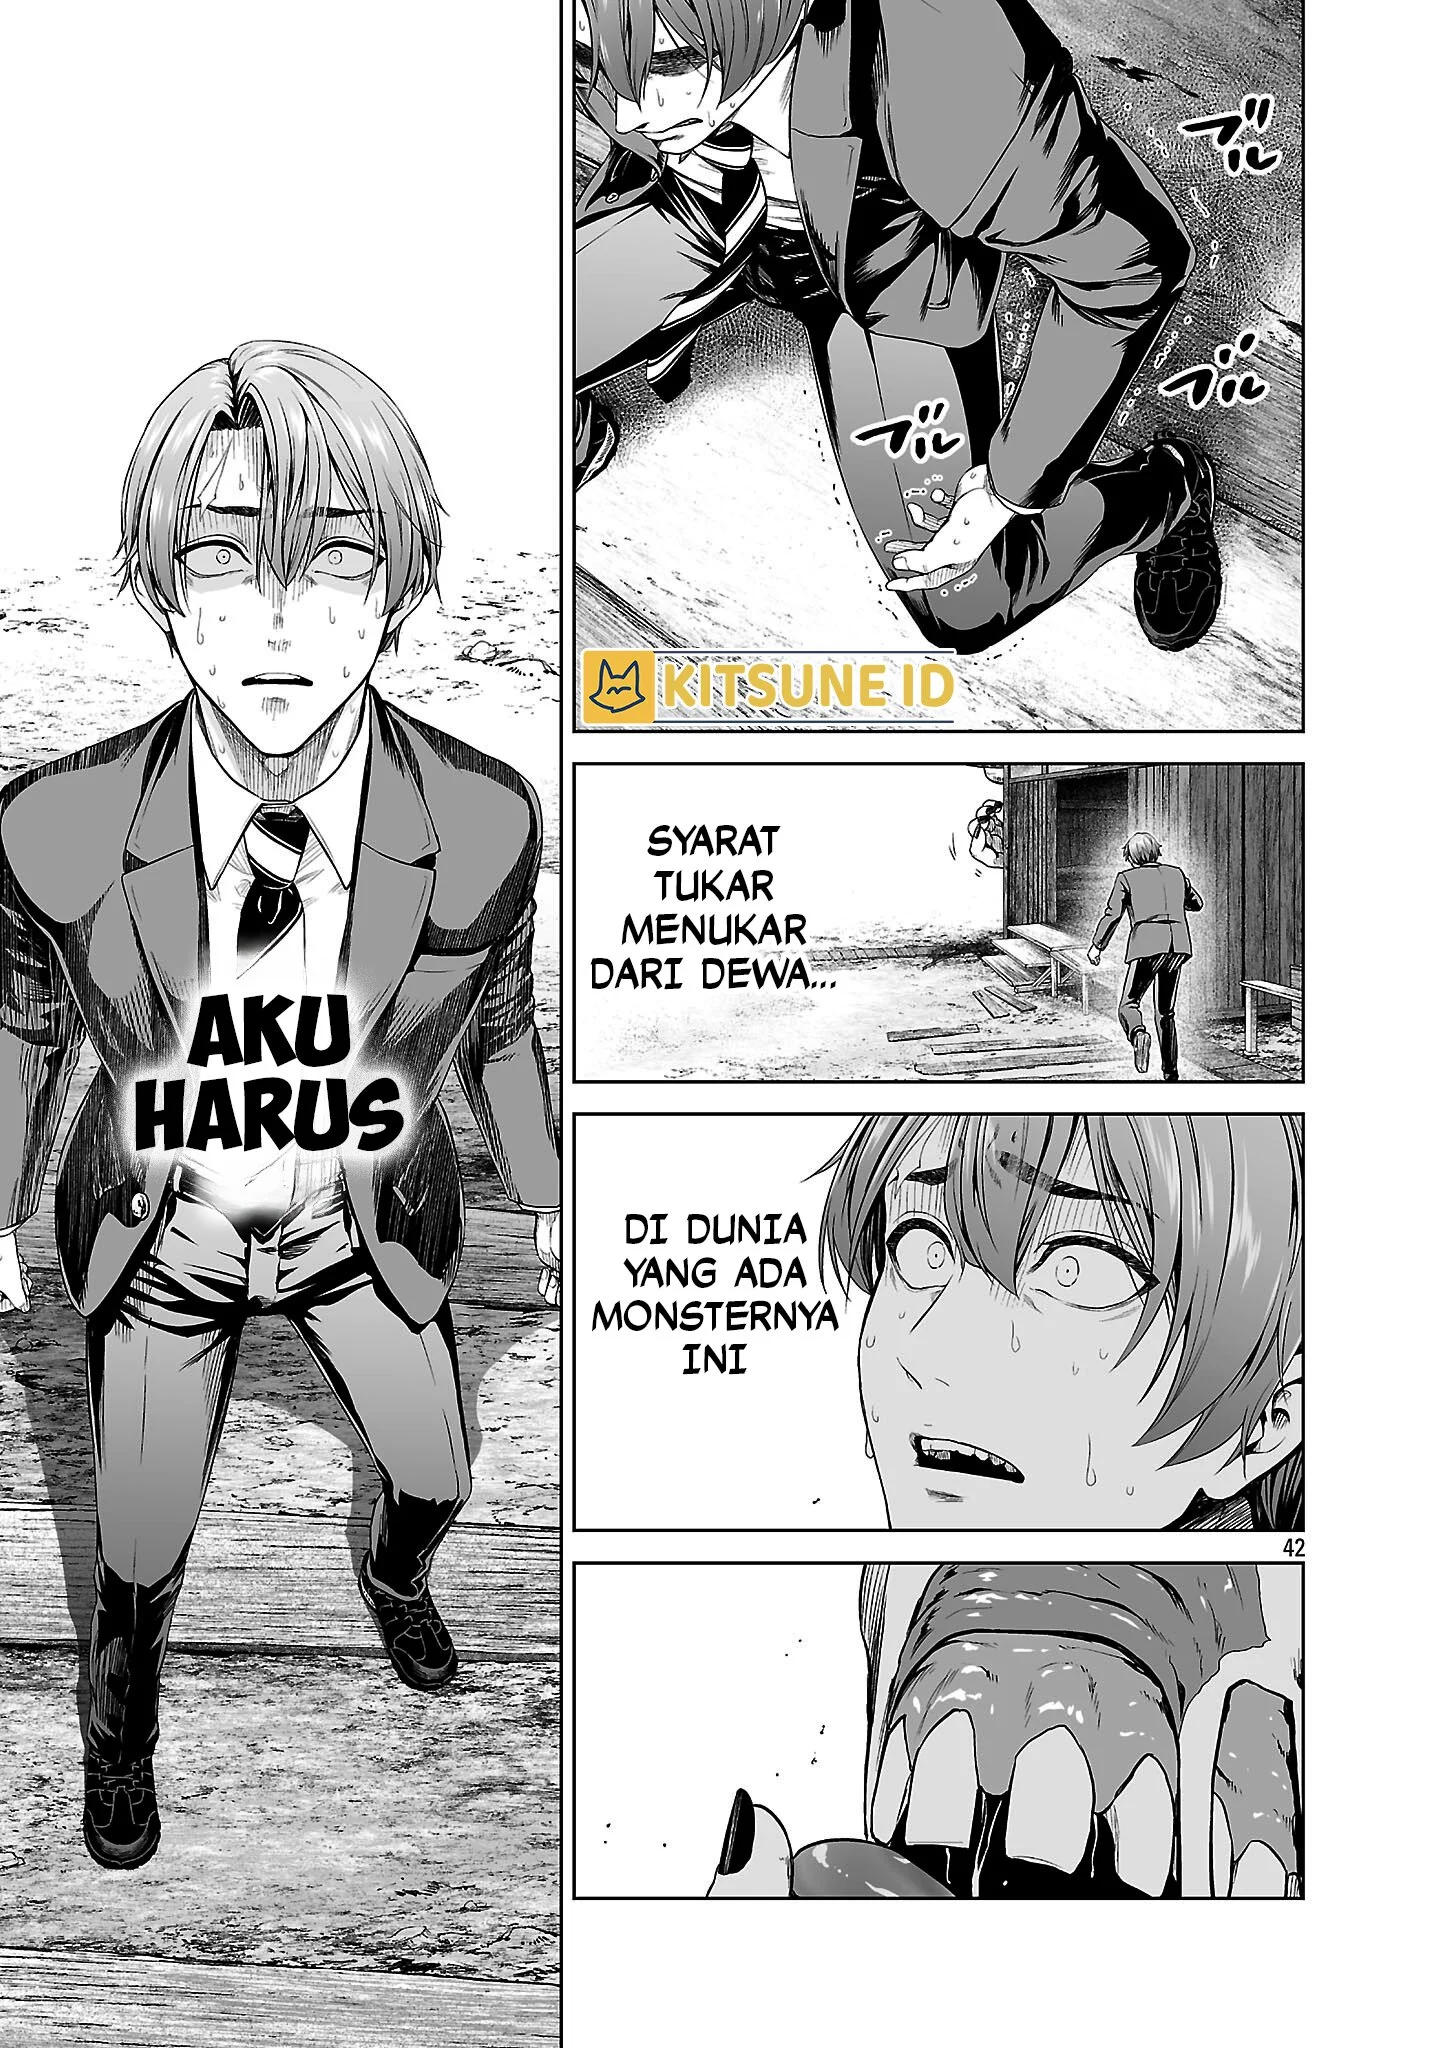 ブル
ブル
ブル
KITSUNE ID
SYARAT
TUKAR
MENUKAR
DARI DEWA...
DI DUNIA
YANG ADA
MONSTERNYA
INI
42
AKU
HARUS